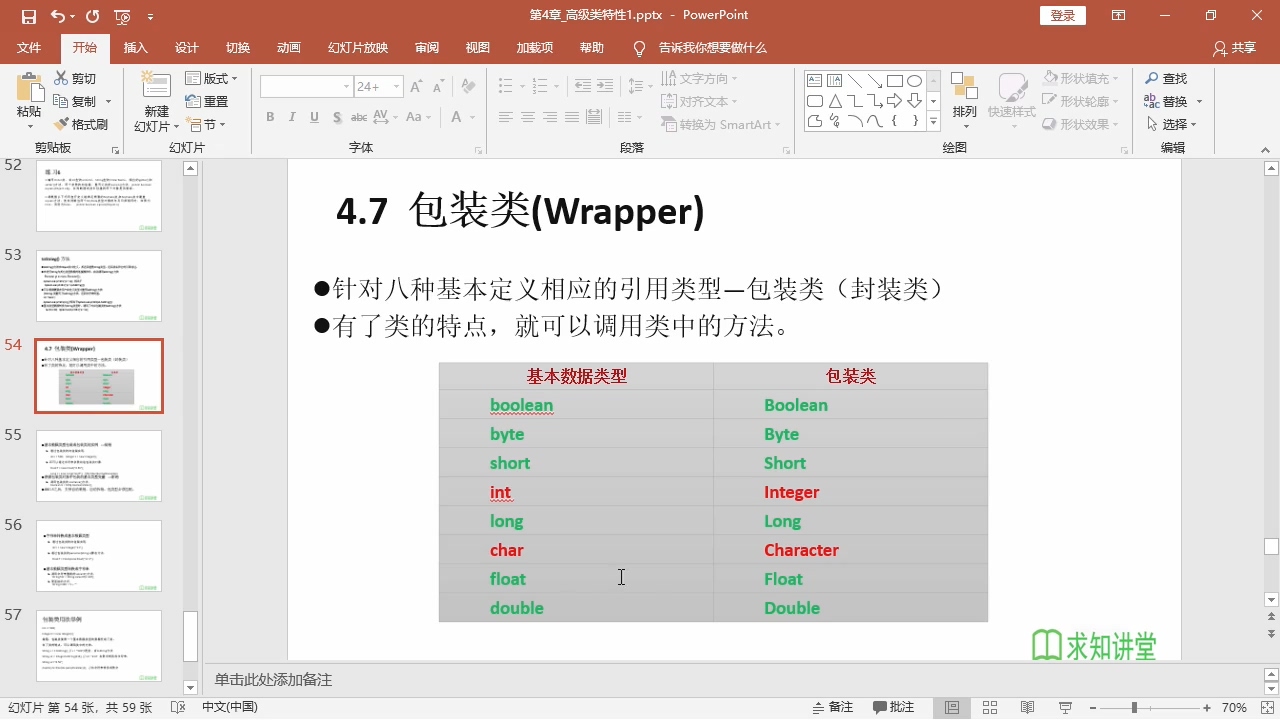 第4章_高级类特性1.pptx - PowerPoint
登录
文件 开始 插入 设计 切换 动画 幻灯片放映 审阅 视图 加载项 帮助 告诉我你想要做什么 共享
剪切
复制
格式刷
粘贴
剪贴板
新建
幻灯片
版式
重置
节
幻灯片
24+
B I U S abc AV Aa A
字体
文字方向
对齐文本
转换为 SmartArt
段落
排列
快速样式
形状填充
形状轮廓
形状效果
绘图
查找
替换
选择
编辑
52
53
54
55
56
57
4.7 包装类(Wrapper)
●针对八种基本定义相应的引用类型—包装类（封装类）
●有了类的特点，就可以调用类中的方法。
基本数据类型 包装类
boolean Boolean
byte Byte
short Short
int Integer
long Long
char Character
float Float
double Double
求知讲堂
单击此处添加备注
幻灯片 第 54 张，共 59 张 中文(中国) 备注 批注 70%